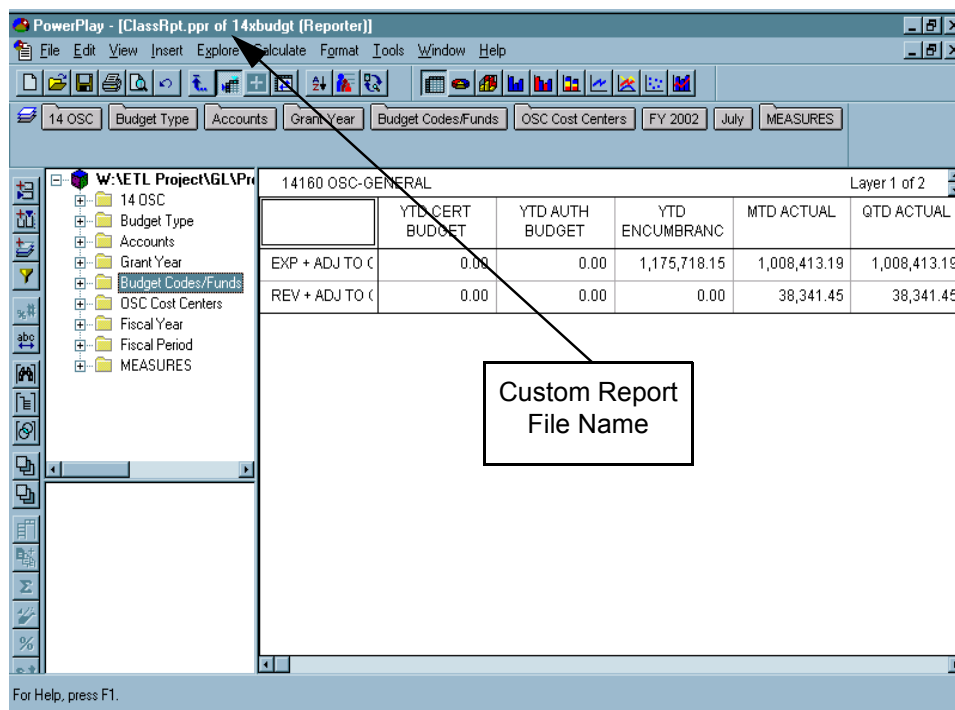 PowerPlay - [ClassRpt.ppr of 14xbudgt (Reporter)]
File Edit View Insert Explore Calculate Format Tools Window Help
14 OSC Budget Type Accounts Grant Year Budget Codes/Funds OSC Cost Centers FY 2002 July MEASURES
W:\ETL Project\GL\Pr
14 OSC
Budget Type
Accounts
Grant Year
Budget Codes/Funds
OSC Cost Centers
Fiscal Year
Fiscal Period
MEASURES
14160 OSC-GENERAL Layer 1 of 2
YTD CERT BUDGET YTD AUTH BUDGET YTD ENCUMBRANC MTD ACTUAL QTD ACTUAL
EXP + ADJ TO 0.00 0.00 1,175,718.15 1,008,413.19 1,008,413.19
REV + ADJ TO 0.00 0.00 0.00 38,341.45 38,341.45
Custom Report
File Name
abc
%
Σ
For Help, press F1.